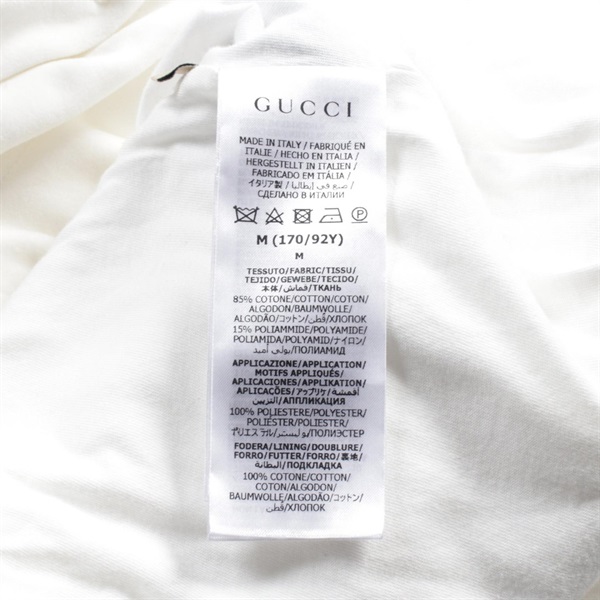 GUCCI
MADE IN ITALY / FABRIQUÉ EN
ITALIE / HECHO EN ITALIA /
HERGESTELLT IN ITALIEN /
FABRICADO EM ITÁLIA /
イタリア製 / صنع في إيطاليا /
СДЕЛАНО В ИТАЛИИ
P
M (170/92Y)
M
TESSUTO/FABRIC/TISSU/
TEJIDO/GEWEBE/TECIDO/
本体/قماش/ТКАНЬ
85% COTONE/COTTON/COTON/
ALGODON/BAUMWOLLE/
ALGODÃO/コットン/قطن/ХЛОПОК
15% POLIAMMIDE/POLYAMIDE/
POLIAMIDA/POLYAMID/ナイロン/
بولي أميد/ПОЛИАМИД
APPLICAZIONE/APPLICATION/
MOTIFS APPLIQUÉS/
APLICACIONES/APPLIKATION/
APLICAÇÕES/アップリケ/أقمشة
التزيين/АППЛИКАЦИЯ
100% POLIESTERE/POLYESTER/
POLIÉSTER/POLIESTER/
ポリエステル/بوليستر/ПОЛИЭСТЕР
FODERA/LINING/DOUBLURE/
FORRO/FUTTER/FORRO/裏地/
البطانة/ПОДКЛАДКА
100% COTONE/COTTON/
COTON/ALGODON/
BAUMWOLLE/ALGODÃO/コットン/
قطن/ХЛОПОК